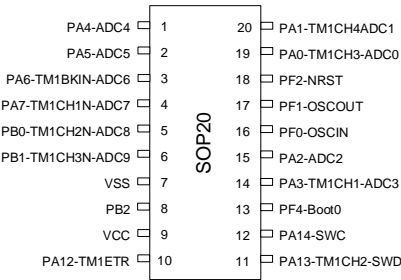 PA4-ADC4 1 20 PA1-TM1CH4ADC1
PA5-ADC5 2 19 PA0-TM1CH3-ADC0
PA6-TM1BKIN-ADC6 3 18 PF2-NRST
PA7-TM1CH1N-ADC7 4 17 PF1-OSCOUT
PB0-TM1CH2N-ADC8 5 16 PF0-OSCIN
PB1-TM1CH3N-ADC9 6 15 PA2-ADC2
VSS 7 14 PA3-TM1CH1-ADC3
PB2 8 13 PF4-Boot0
VCC 9 12 PA14-SWC
PA12-TM1ETR 10 11 PA13-TM1CH2-SWD
SOP20